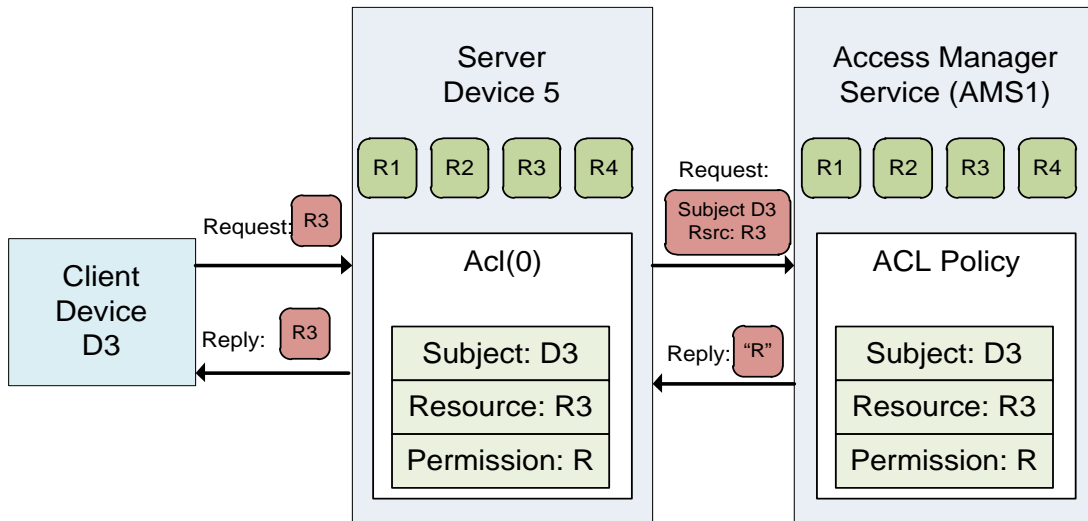 Client
Device
D3
Request:
R3
Reply:
R3
Server
Device 5
R1
R2
R3
R4
Acl(0)
Subject: D3
Resource: R3
Permission: R
Request:
Subject D3
Rsrc: R3
Reply:
“R”
Access Manager
Service (AMS1)
R1
R2
R3
R4
ACL Policy
Subject: D3
Resource: R3
Permission: R